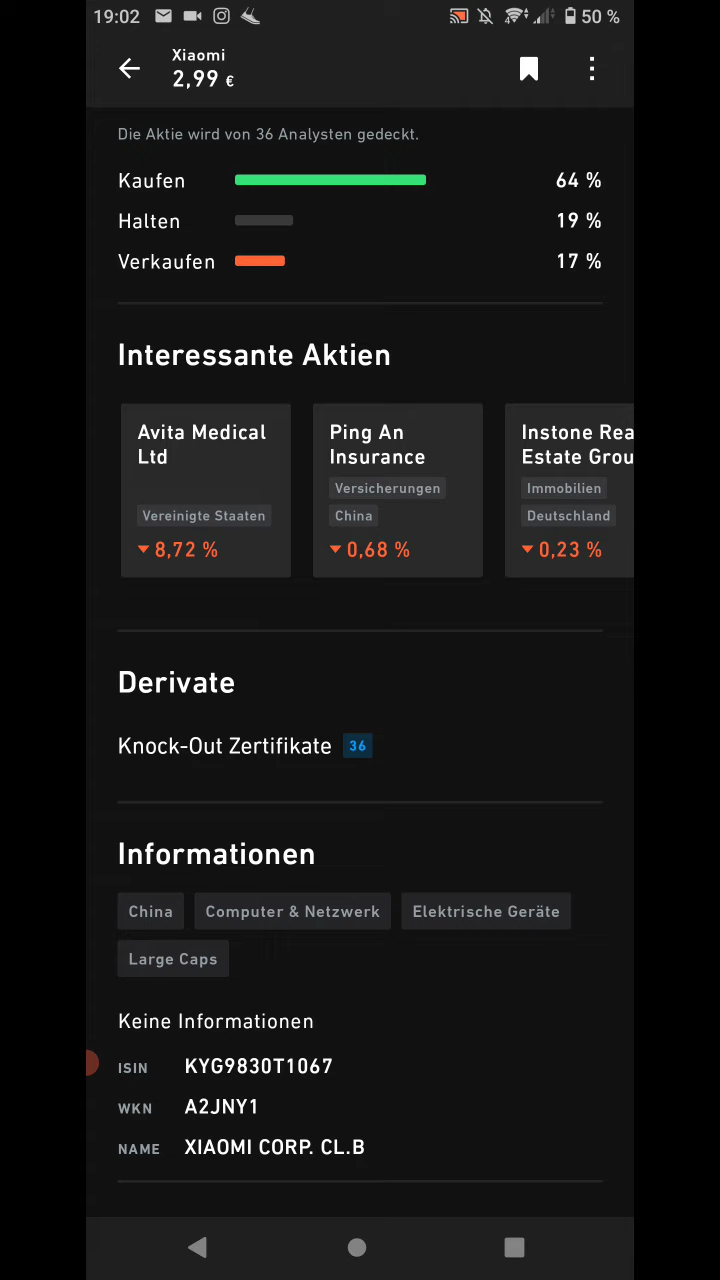 19:02
50 %
Xiaomi
2,99 €
Die Aktie wird von 36 Analysten gedeckt.
Kaufen 64 %
Halten 19 %
Verkaufen 17 %
Interessante Aktien
Avita Medical
Ltd
Vereinigte Staaten
8,72 %
Ping An
Insurance
Versicherungen
China
0,68 %
Instone Rea
Estate Grou
Immobilien
Deutschland
0,23 %
Derivate
Knock-Out Zertifikate 36
Informationen
China Computer & Netzwerk Elektrische Geräte
Large Caps
Keine Informationen
ISIN KYG9830T1067
WKN A2JNY1
NAME XIAOMI CORP. CL.B